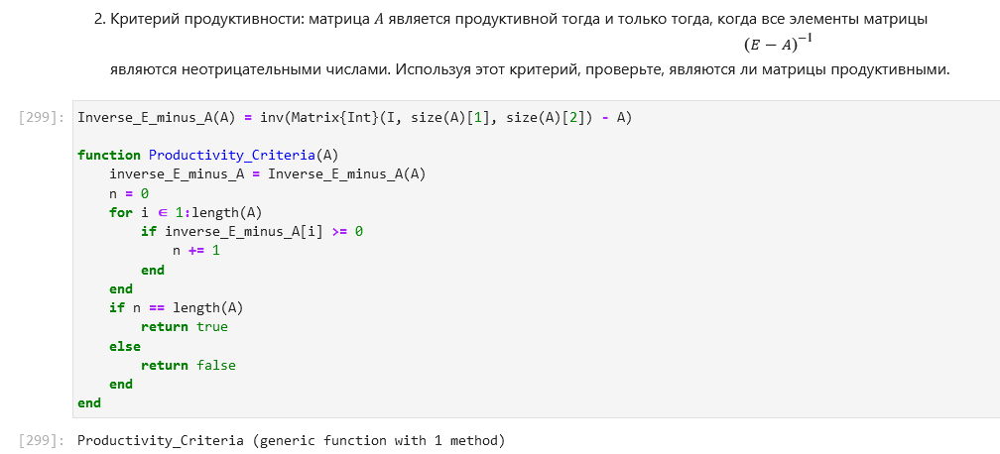 2. Критерий продуктивности: матрица A является продуктивной тогда и только тогда, когда все элементы матрицы
(E − A)⁻¹
являются неотрицательными числами. Используя этот критерий, проверьте, являются ли матрицы продуктивными.
[299]: Inverse_E_minus_A(A) = inv(Matrix{Int}(I, size(A)[1], size(A)[2]) - A)
function Productivity_Criteria(A)
    inverse_E_minus_A = Inverse_E_minus_A(A)
    n = 0
    for i ∈ 1:length(A)
        if inverse_E_minus_A[i] >= 0
            n += 1
        end
    end
    if n == length(A)
        return true
    else
        return false
    end
end
[299]: Productivity_Criteria (generic function with 1 method)